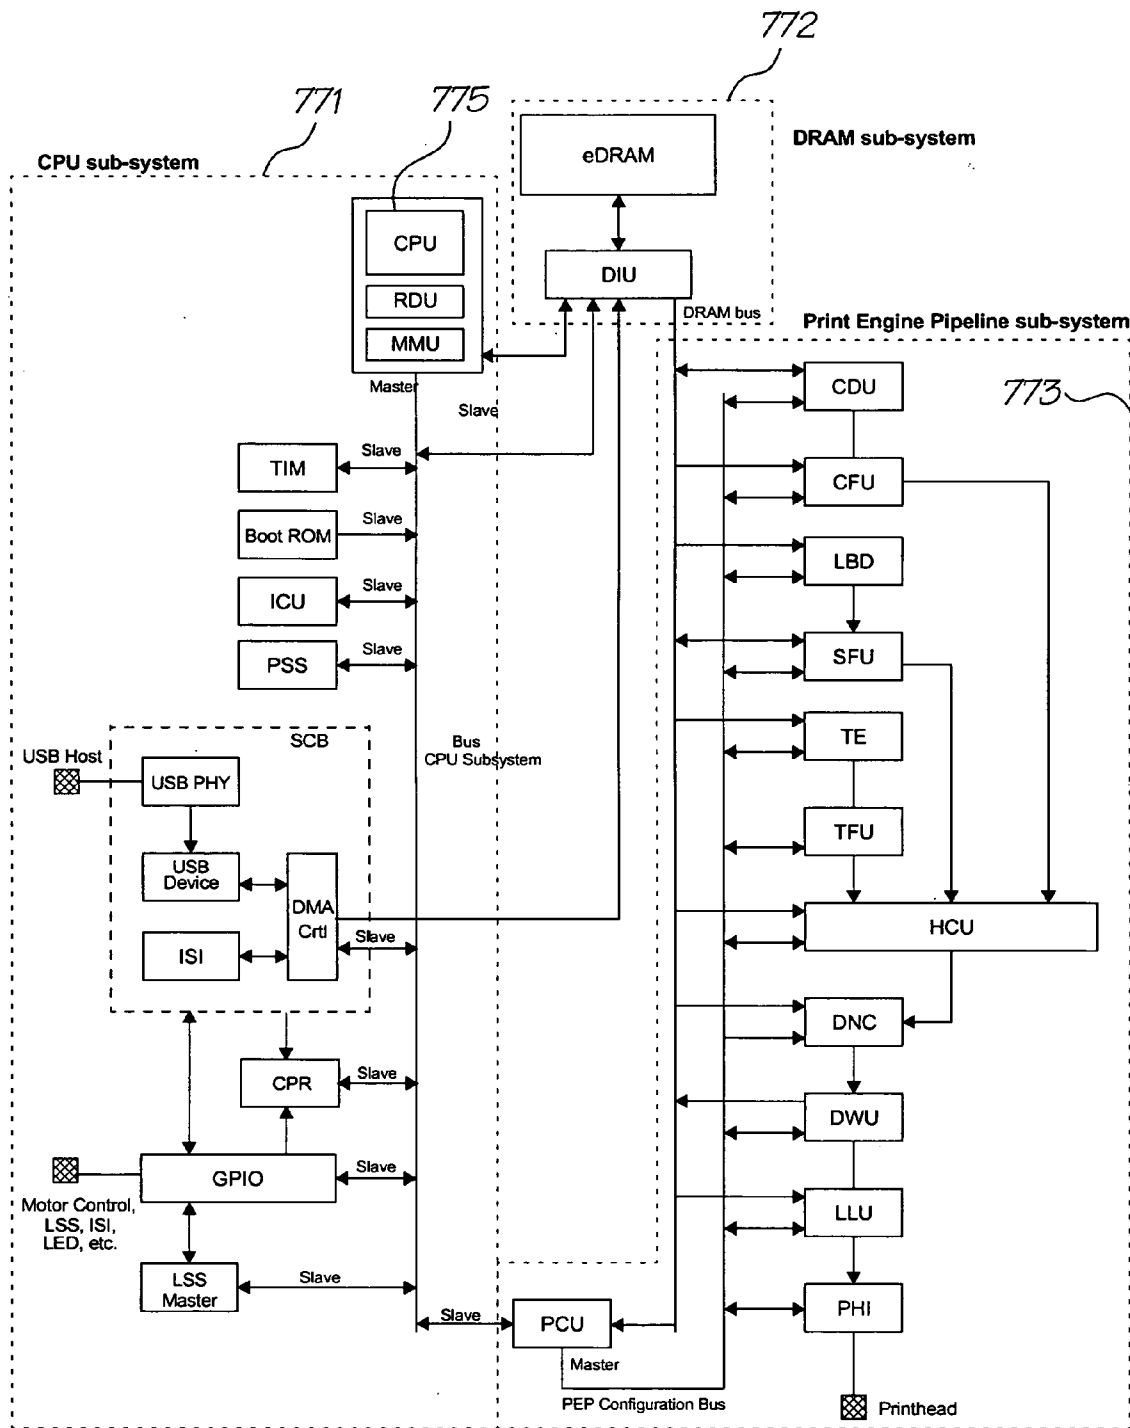 772
771
775
DRAM sub-system
CPU sub-system
eDRAM
CPU
DIU
RDU
DRAM bus
Print Engine Pipeline sub-system
MMU
Master
CDU
773
Slave
TIM
Slave
CFU
Boot ROM
Slave
LBD
ICU
Slave
PSS
Slave
SFU
SCB
Bus
CPU Subsystem
TE
USB Host
USB PHY
TFU
USB
Device
DMA
Crtl
HCU
ISI
Slave
DNC
CPR
Slave
DWU
GPIO
Slave
Motor Control,
LSS, ISI,
LED, etc.
LLU
LSS
Master
Slave
Slave
PCU
PHI
Master
PEP Configuration Bus
Printhead